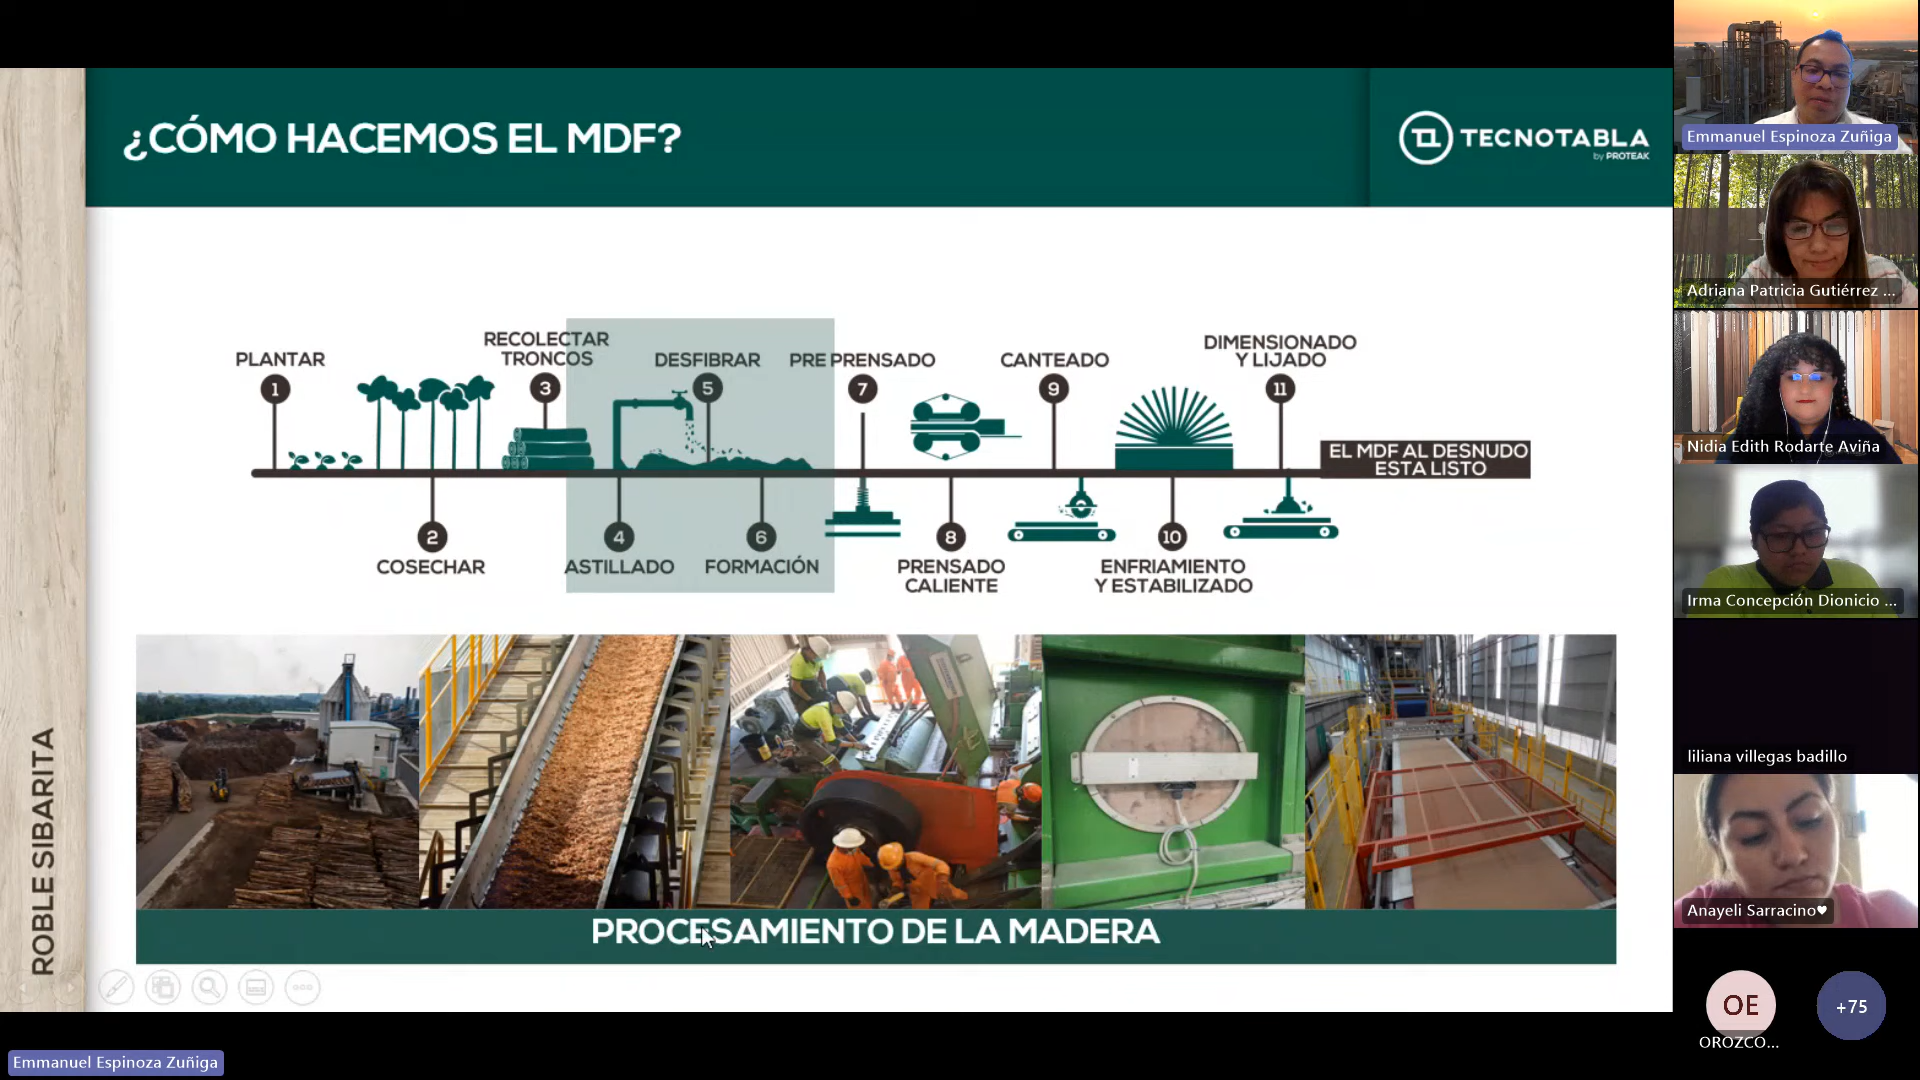 ¿CÓMO HACEMOS EL MDF?
TECNOTABLA
by PROTEAK
PLANTAR
1
2
COSECHAR
RECOLECTAR
TRONCOS
3
4
ASTILLADO
DESFIBRAR
5
6
FORMACIÓN
PRE PRENSADO
7
8
PRENSADO
CALIENTE
CANTEADO
9
10
ENFRIAMIENTO
Y ESTABILIZADO
DIMENSIONADO
Y LIJADO
11
EL MDF AL DESNUDO
ESTA LISTO
PROCESAMIENTO DE LA MADERA
ROBLE SIBARITA
Emmanuel Espinoza Zuñiga
Emmanuel Espinoza Zuñiga
Adriana Patricia Gutiérrez ...
Nidia Edith Rodarte Aviña
Irma Concepción Dionicio ...
liliana villegas badillo
Anayeli Sarracino♥
OE
OROZCO...
+75